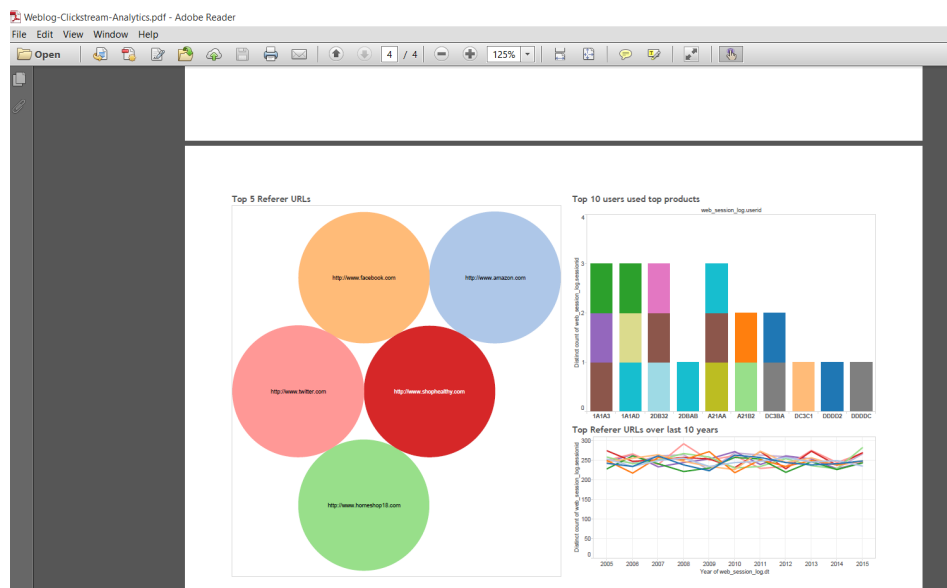 Weblog-Clickstream-Analytics.pdf - Adobe Reader
File Edit View Window Help
Open 4 / 4 125%
Top 5 Referer URLs
http://www.facebook.com
http://www.amazon.com
http://www.twitter.com
http://www.shophealthy.com
http://www.homeshop18.com
Top 10 users used top products
web_session_log.userid
Distinct count of web_session_log.sessionid
4
3
2
1
0
1A1A3 1A1A0 2DB32 2DBAB A21AA A21B2 DC3BA DC3C1 DDDD2 DDDDC
Top Referer URLs over last 10 years
Distinct count of web_session_log.sessionid
300
250
200
150
100
50
0
2005 2006 2007 2008 2009 2010 2011 2012 2013 2014 2015
Year of web_session_log.dt